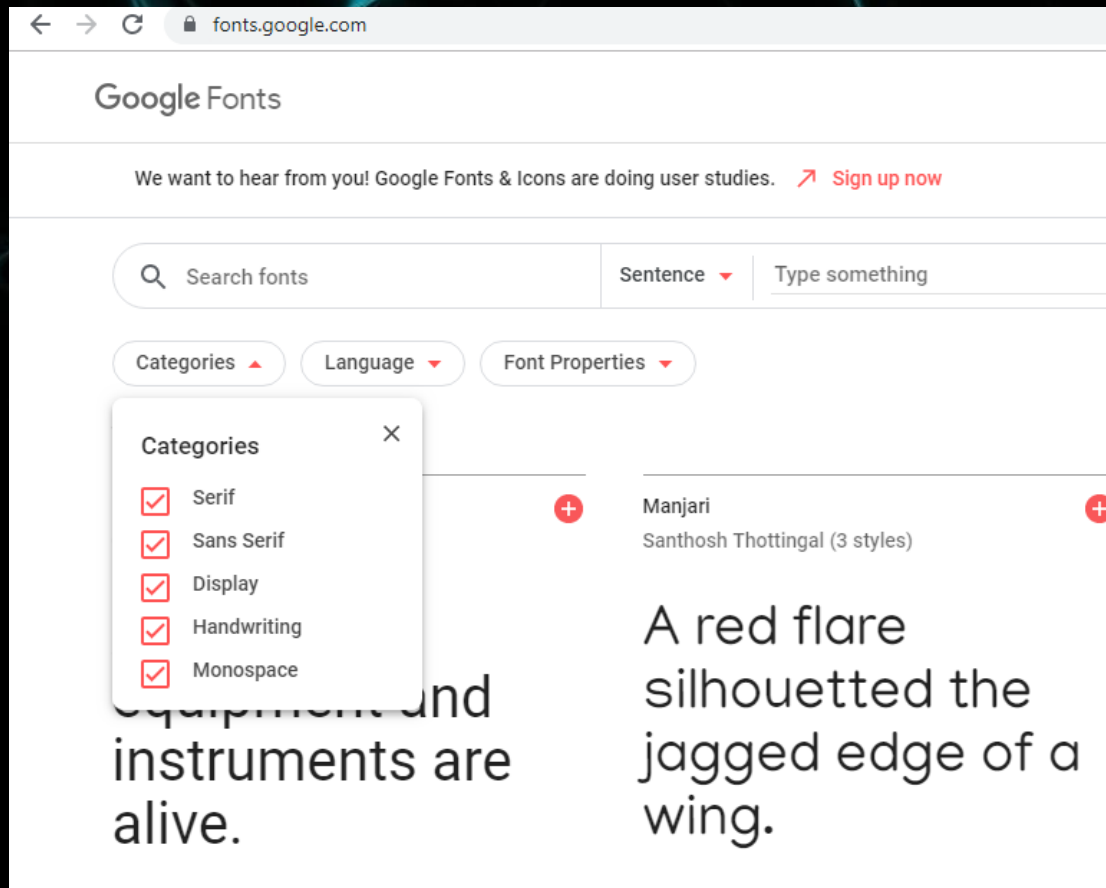 fonts.google.com
Google Fonts
We want to hear from you! Google Fonts & Icons are doing user studies. Sign up now
Search fonts
Sentence
Type something
Categories
Language
Font Properties
Categories
Serif
Sans Serif
Display
Handwriting
Monospace
equipment and
instruments are
alive.
Manjari
Santhosh Thottingal (3 styles)
A red flare
silhouetted the
jagged edge of a
wing.